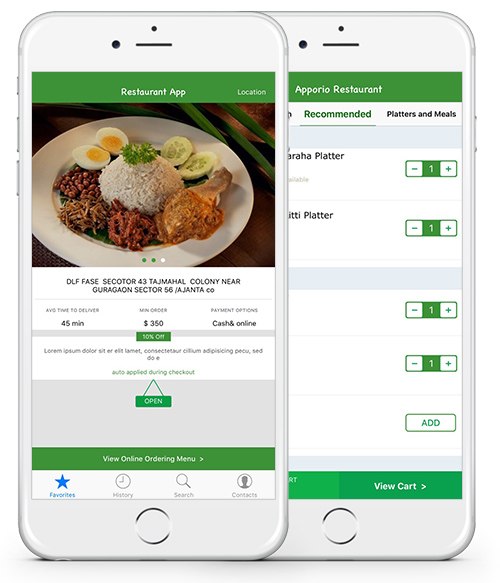 Restaurant App
Location
DLF FASE SECOTOR 43 TAJMAHAL COLONY NEAR
GURAGAON SECTOR 56 /AJANTA co
AVG TIME TO DELIVER
MIN ORDER
PAYMENT OPTIONS
45 min
$ 350
Cash& online
10% Off
Lorem ipsum dolor sit er elit lamet, consectetaur cillium adipisicing pecu, sed
do e
auto applied during checkout
OPEN
View Online Ordering Menu >
Favorites
History
Search
Contacts
Apporio Restaurant
Recommended
Platters and Meals
araha Platter
ailable
− 1 +
itti Platter
− 1 +
− 1 +
− 1 +
ADD
RT
View Cart >